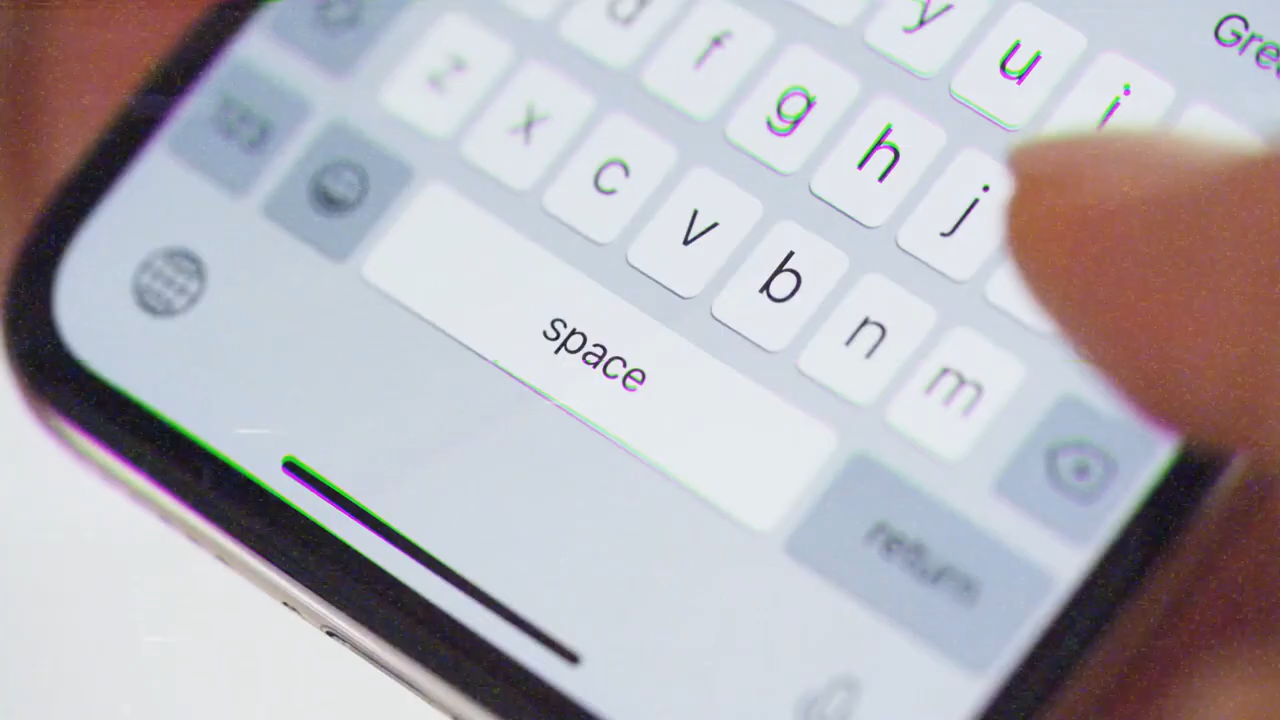 Gre
y u i
d f g h j
z x c v b n m
space return